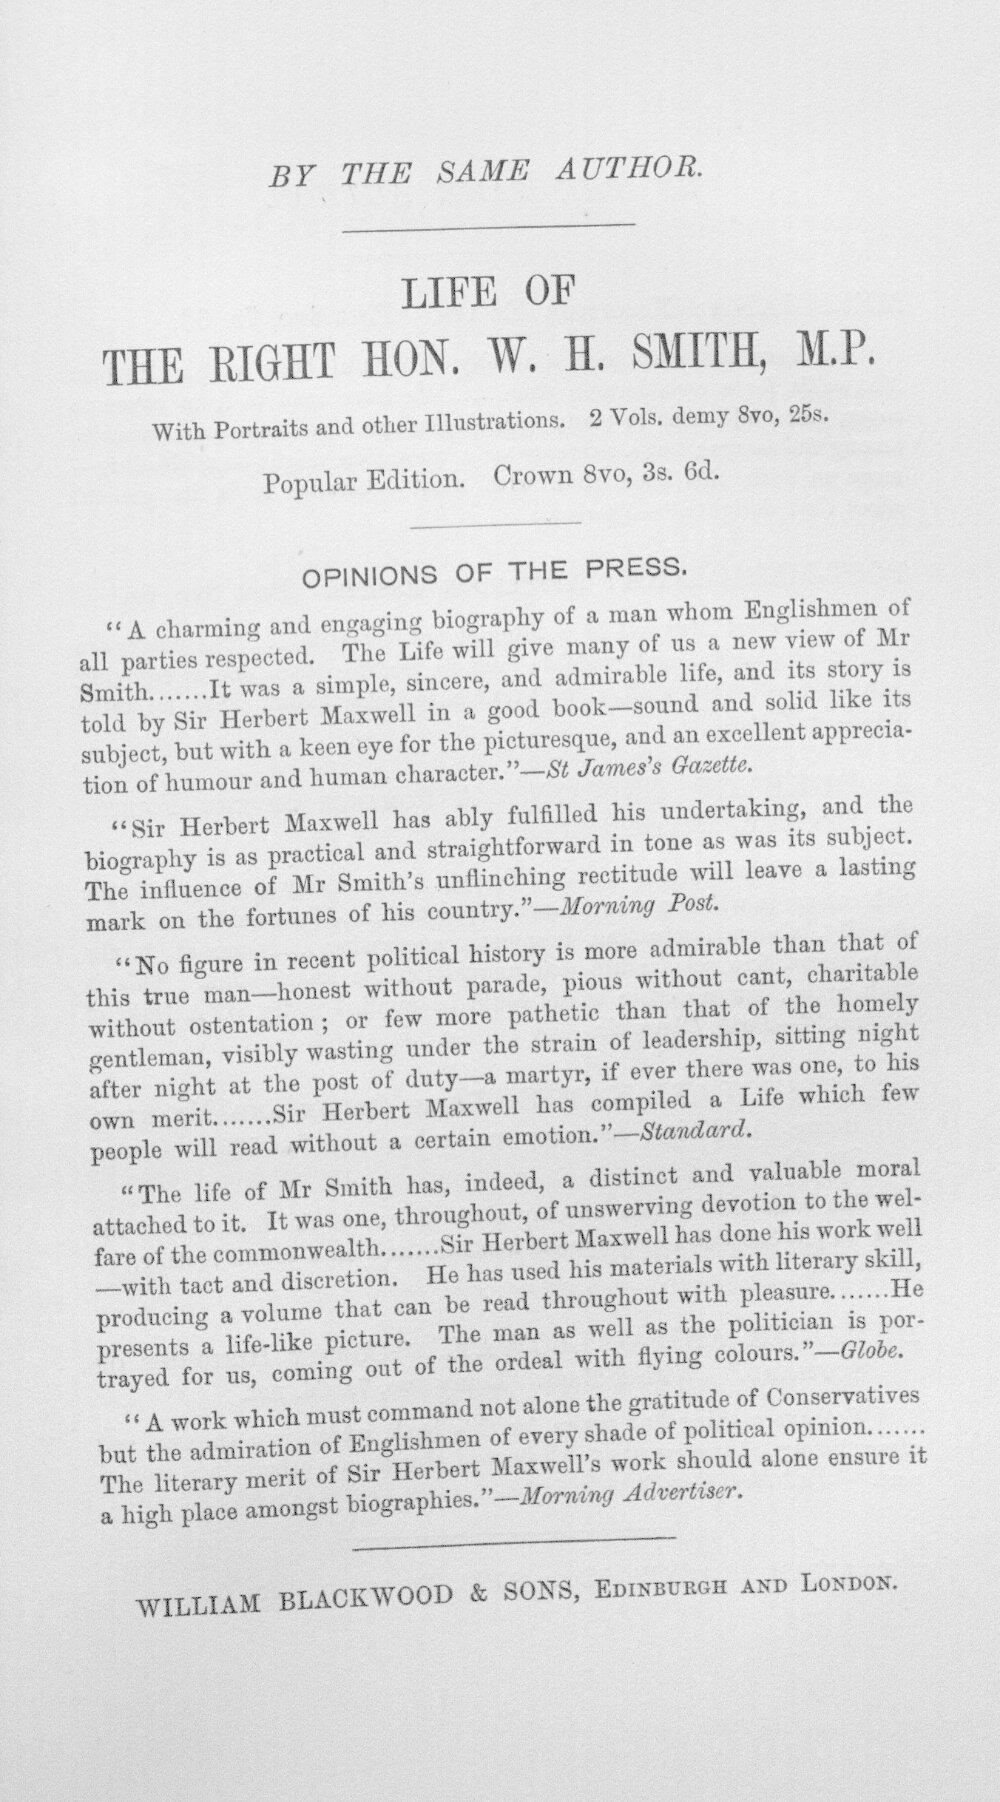 BY THE SAME AUTHOR.
LIFE OF
THE RIGHT HON. W. H. SMITH, M.P.
With Portraits and other Illustrations. 2 Vols. demy 8vo, 25s.
Popular Edition. Crown 8vo, 3s. 6d.
OPINIONS OF THE PRESS.
“A charming and engaging biography of a man whom Englishmen of
all parties respected. The Life will give many of us a new view of Mr
Smith.......It was a simple, sincere, and admirable life, and its story is
told by Sir Herbert Maxwell in a good book—sound and solid like its
subject, but with a keen eye for the picturesque, and an excellent apprecia-
tion of humour and human character.”—St James's Gazette.
“Sir Herbert Maxwell has ably fulfilled his undertaking, and the
biography is as practical and straightforward in tone as was its subject.
The influence of Mr Smith's unflinching rectitude will leave a lasting
mark on the fortunes of his country.”—Morning Post.
“No figure in recent political history is more admirable than that of
this true man—honest without parade, pious without cant, charitable
without ostentation; or few more pathetic than that of the homely
gentleman, visibly wasting under the strain of leadership, sitting night
after night at the post of duty—a martyr, if ever there was one, to his
own merit.......Sir Herbert Maxwell has compiled a Life which few
people will read without a certain emotion.”—Standard.
“The life of Mr Smith has, indeed, a distinct and valuable moral
attached to it. It was one, throughout, of unswerving devotion to the wel-
fare of the commonwealth.......Sir Herbert Maxwell has done his work well
—with tact and discretion. He has used his materials with literary skill,
producing a volume that can be read throughout with pleasure.......He
presents a life-like picture. The man as well as the politician is por-
trayed for us, coming out of the ordeal with flying colours.”—Globe.
“A work which must command not alone the gratitude of Conservatives
but the admiration of Englishmen of every shade of political opinion.......
The literary merit of Sir Herbert Maxwell's work should alone ensure it
a high place amongst biographies.”—Morning Advertiser.
WILLIAM BLACKWOOD & SONS, EDINBURGH AND LONDON.